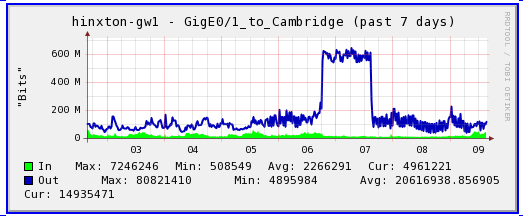 hinxton-gw1 - GigE0/1_to_Cambridge (past 7 days)
RRDTOOL / TOBI OETIKER
"Bits"
600 M
400 M
200 M
0
03 04 05 06 07 08 09
In Max: 7246246 Min: 508549 Avg: 2266291 Cur: 4961221
Out Max: 80821410 Min: 4895984 Avg: 20616938.856905
Cur: 14935471